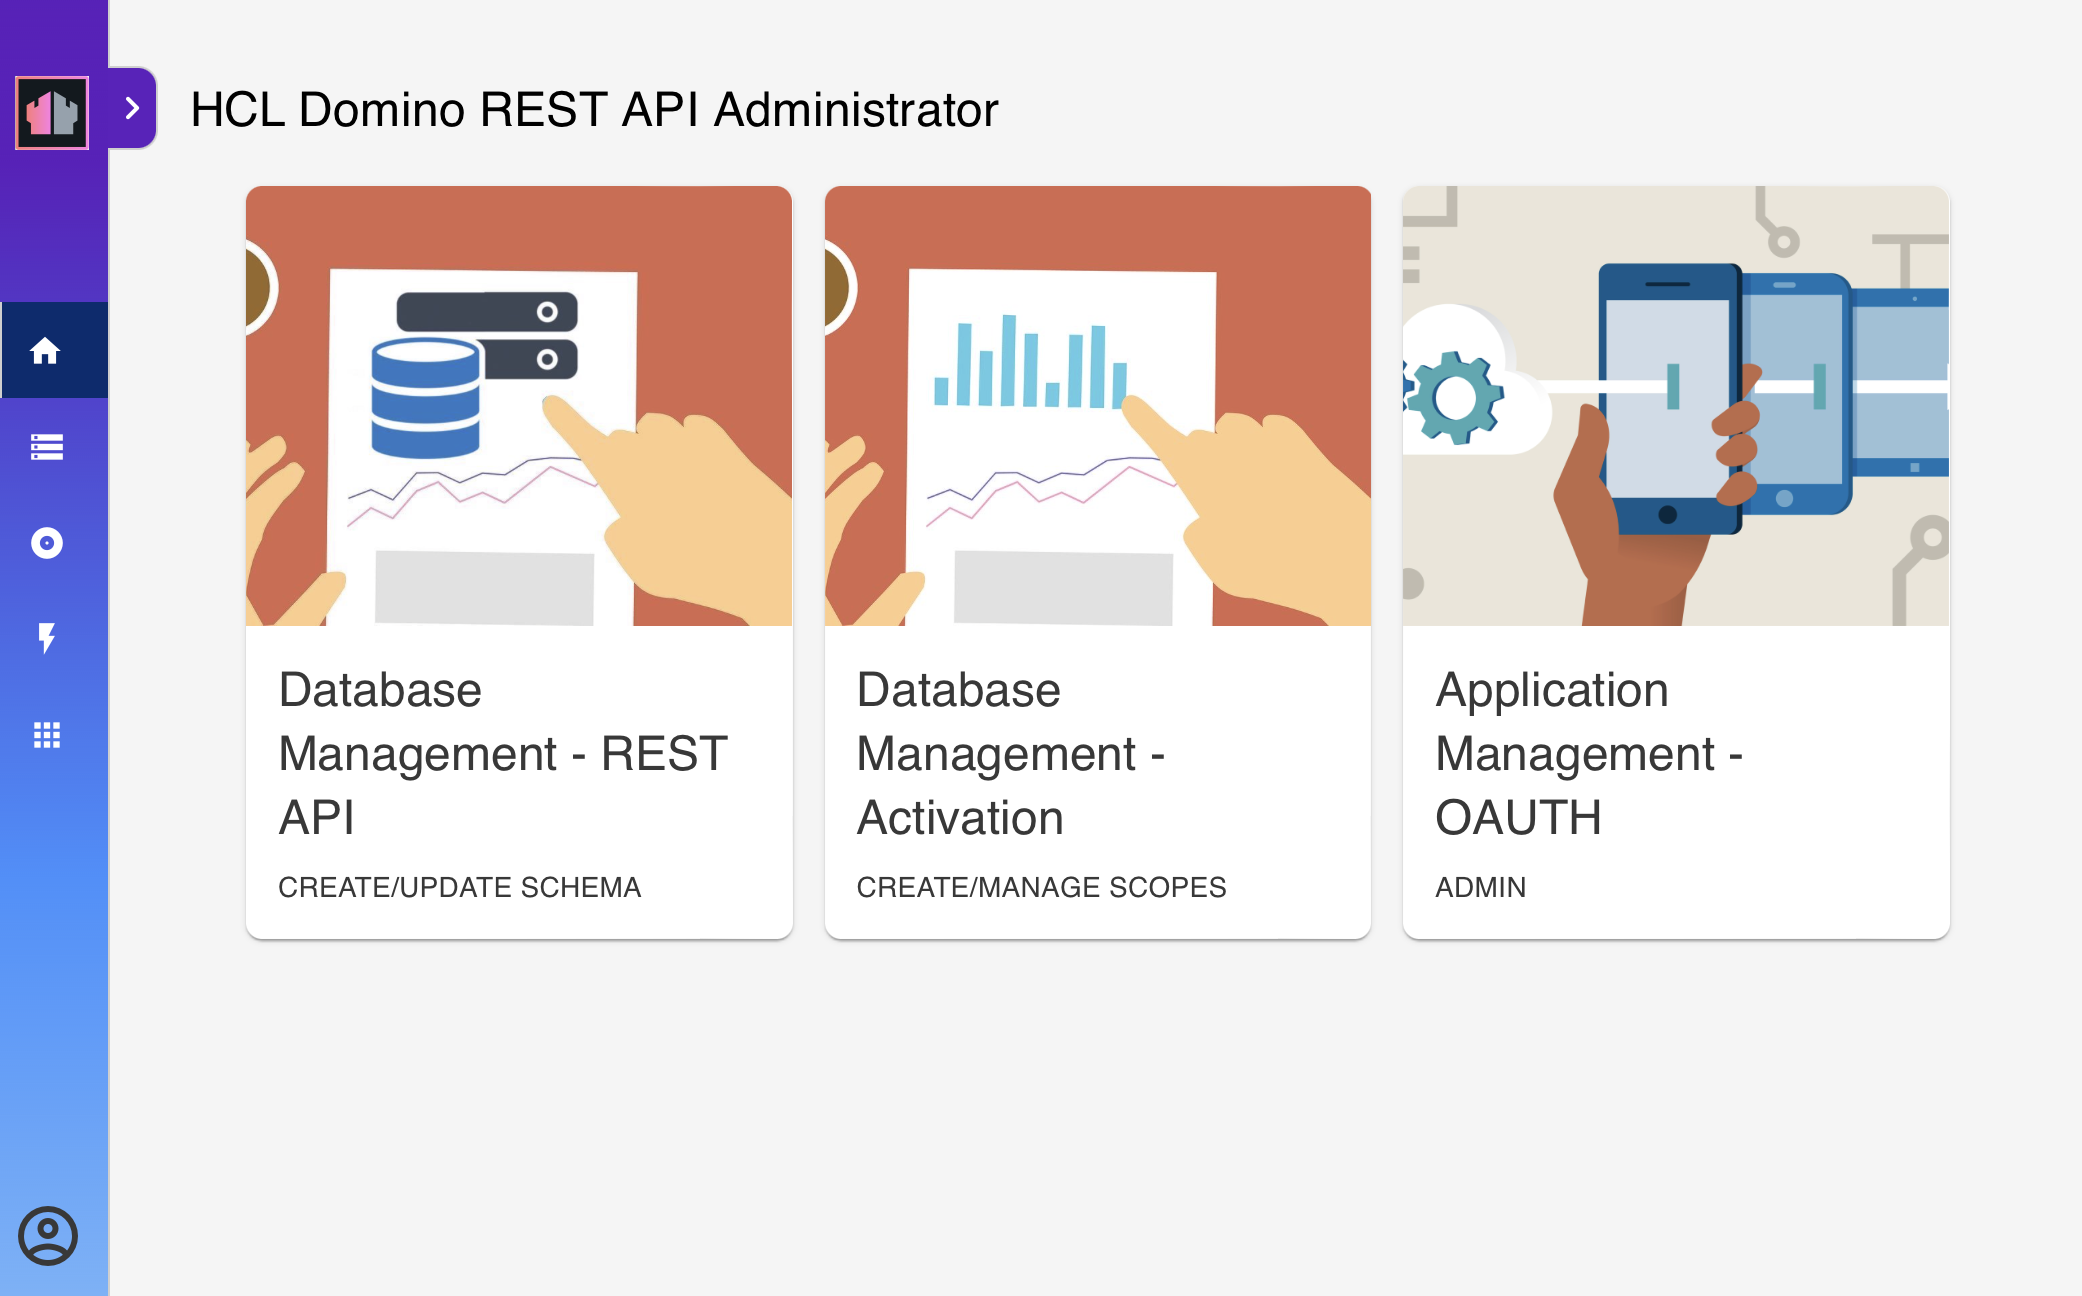 HCL Domino REST API Administrator
Database
Management - REST
API
CREATE/UPDATE SCHEMA
Database
Management -
Activation
CREATE/MANAGE SCOPES
Application
Management -
OAUTH
ADMIN